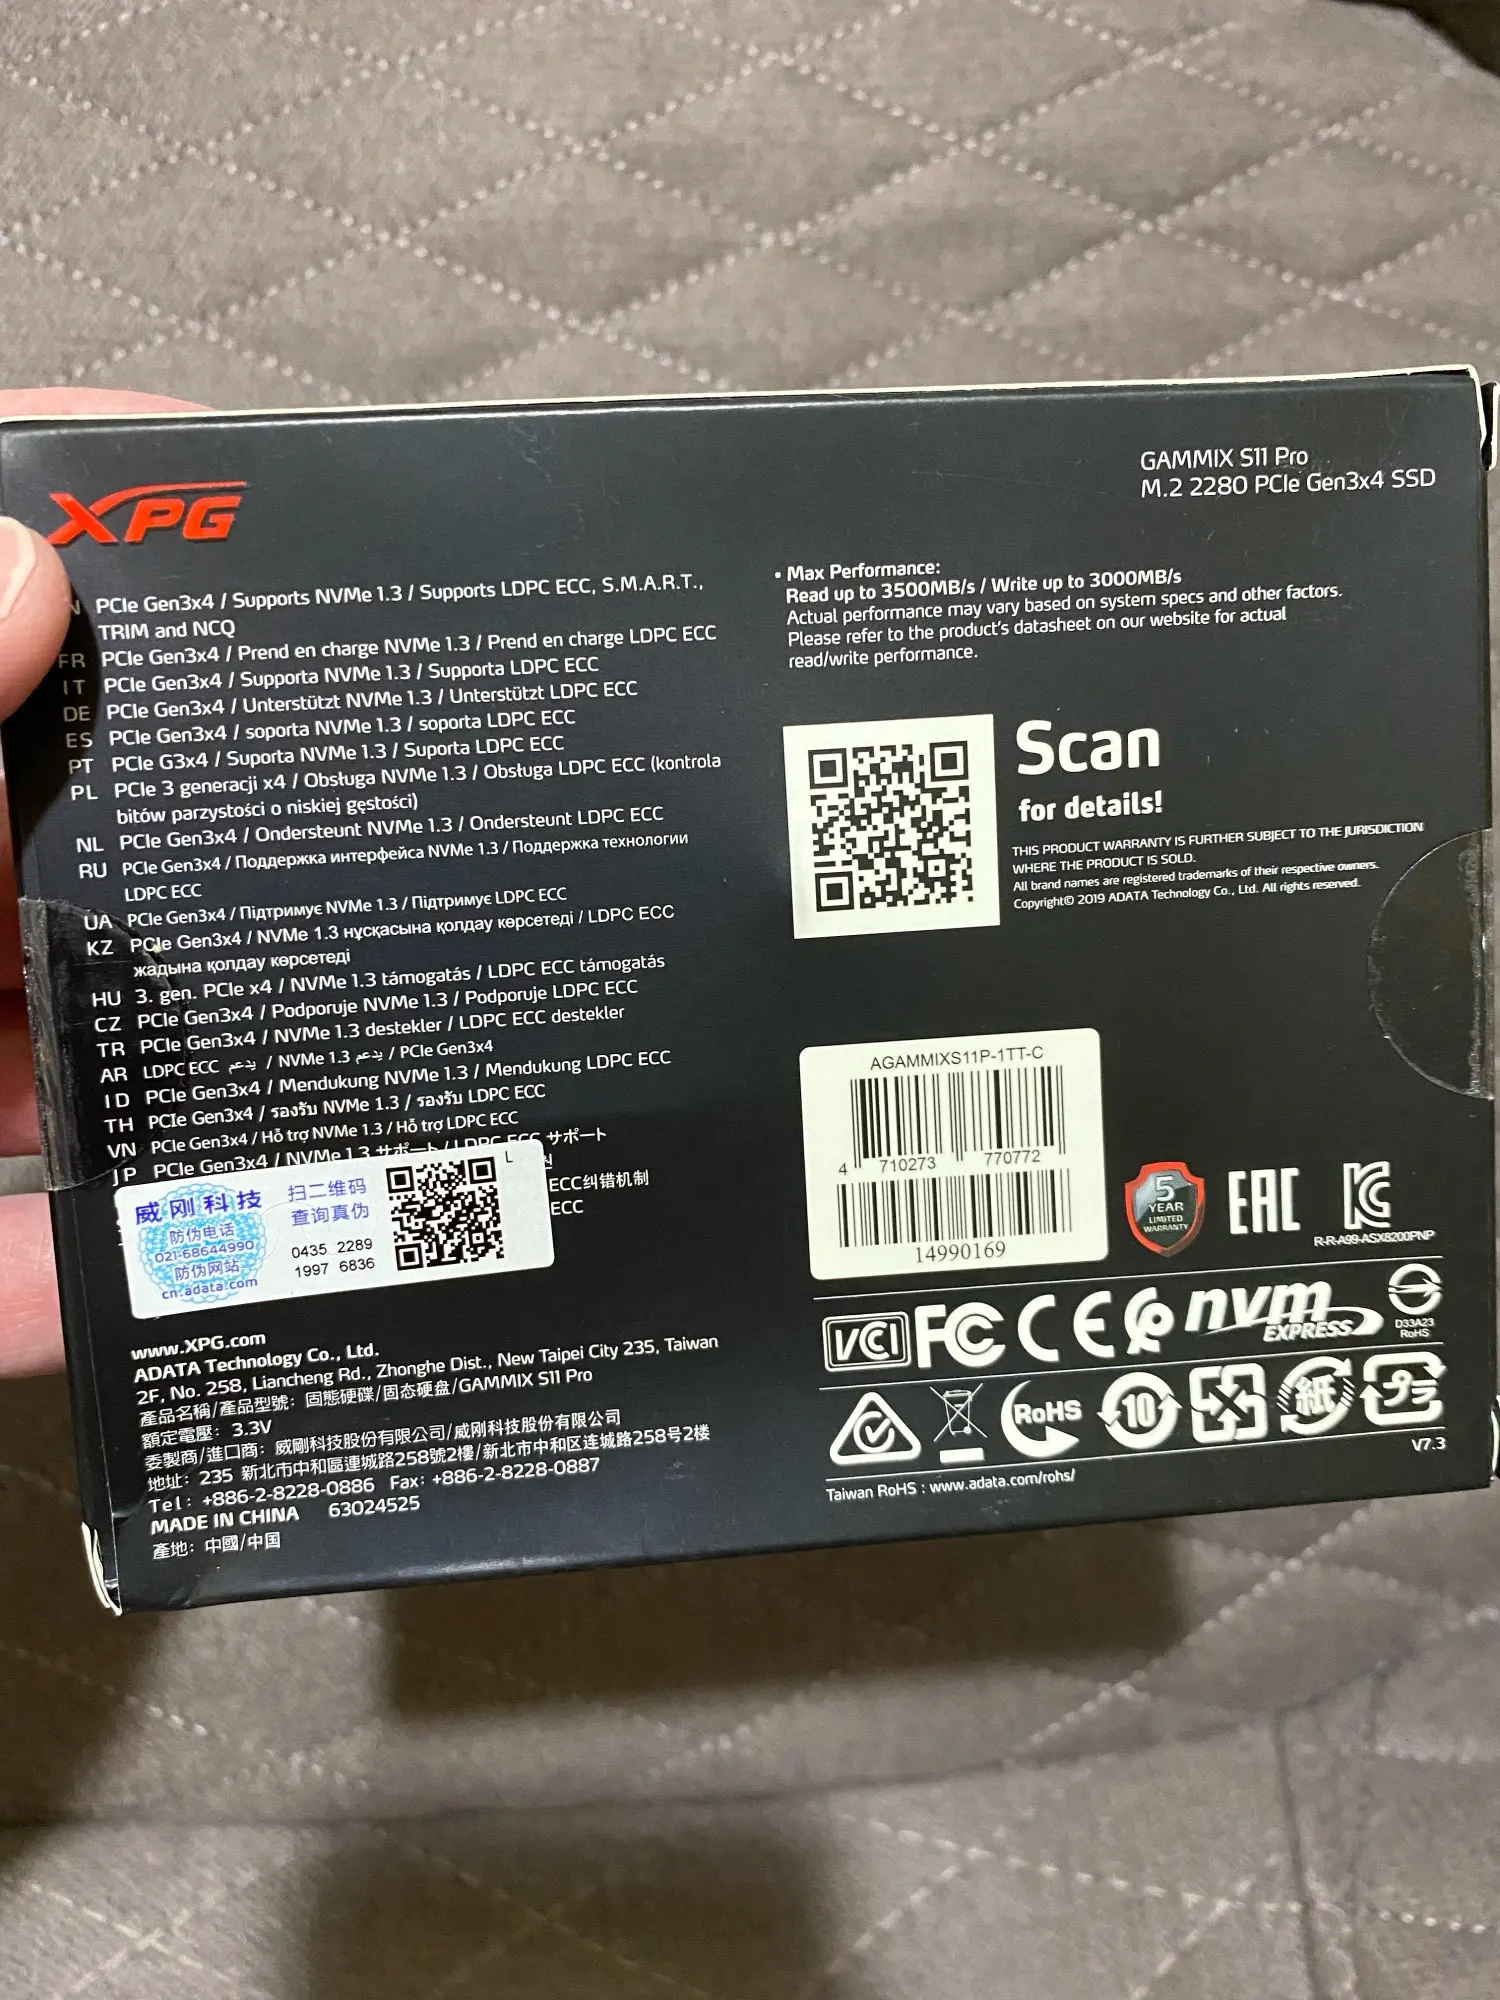 XPG
GAMMIX S11 Pro
M.2 2280 PCIe Gen3x4 SSD
N PCIe Gen3x4 / Supports NVMe 1.3 / Supports LDPC ECC, S.M.A.R.T.,
TRIM and NCQ
FR PCIe Gen3x4 / Prend en charge NVMe 1.3 / Prend en charge LDPC ECC
IT PCIe Gen3x4 / Supporta NVMe 1.3 / Supporta LDPC ECC
DE PCIe Gen3x4 / Unterstützt NVMe 1.3 / Unterstützt LDPC ECC
ES PCIe Gen3x4 / soporta NVMe 1.3 / soporta LDPC ECC
PT PCIe G3x4 / Suporta NVMe 1.3 / Suporta LDPC ECC
PL PCIe 3 generacji x4 / Obsługa NVMe 1.3 / Obsługa LDPC ECC (kontrola
bitów parzystości o niskiej gęstości)
NL PCIe Gen3x4 / Ondersteunt NVMe 1.3 / Ondersteunt LDPC ECC
RU PCIe Gen3x4 / Поддержка интерфейса NVMe 1.3 / Поддержка технологии
LDPC ECC
UA PCIe Gen3x4 / Підтримує NVMe 1.3 / Підтримує LDPC ECC
KZ PCIe Gen3x4 / NVMe 1.3 нұсқасына қолдау көрсетеді / LDPC ECC
жадына қолдау көрсетеді
HU 3. gen. PCIe x4 / NVMe 1.3 támogatás / LDPC ECC támogatás
CZ PCIe Gen3x4 / Podporuje NVMe 1.3 / Podporuje LDPC ECC
TR PCIe Gen3x4 / NVMe 1.3 destekler / LDPC ECC destekler
AR LDPC ECC يدعم / NVMe 1.3 يدعم / PCIe Gen3x4
ID PCIe Gen3x4 / Mendukung NVMe 1.3 / Mendukung LDPC ECC
TH PCIe Gen3x4 / รองรับ NVMe 1.3 / รองรับ LDPC ECC
VN PCIe Gen3x4 / Hỗ trợ NVMe 1.3 / Hỗ trợ LDPC ECC
JP PCIe Gen3x4 / NVMe 1.3 サポート / LDPC ECC サポート
ECC纠错机制
ECC
L
威刚科技
防伪电话
021-68644990
防伪网站
cn.adata.com
扫二维码
查询真伪
0435 2289
1997 6836
www.XPG.com
ADATA Technology Co., Ltd.
2F, No. 258, Liancheng Rd., Zhonghe Dist., New Taipei City 235, Taiwan
產品名稱/產品型號: 固態硬碟/固态硬盘/GAMMIX S11 Pro
額定電壓: 3.3V
委製商/進口商: 威剛科技股份有限公司/威刚科技股份有限公司
地址: 235 新北市中和區連城路258號2樓/新北市中和区连城路258号2楼
Tel: +886-2-8228-0886 Fax: +886-2-8228-0887
MADE IN CHINA 63024525
產地: 中國/中国
• Max Performance:
Read up to 3500MB/s / Write up to 3000MB/s
Actual performance may vary based on system specs and other factors.
Please refer to the product's datasheet on our website for actual
read/write performance.
Scan
for details!
THIS PRODUCT WARRANTY IS FURTHER SUBJECT TO THE JURISDICTION
WHERE THE PRODUCT IS SOLD.
All brand names are registered trademarks of their respective owners.
Copyright© 2019 ADATA Technology Co., Ltd. All rights reserved.
AGAMMIXS11P-1TT-C
4 710273 770772
14990169
5
YEAR
LIMITED
WARRANTY
EAC
KC
R-R-A99-ASX8200PNP
VCI FC CE nvm
EXPRESS
D33A23
RoHS
RoHS 10 紙 プラ
V7.3
Taiwan RoHS : www.adata.com/rohs/